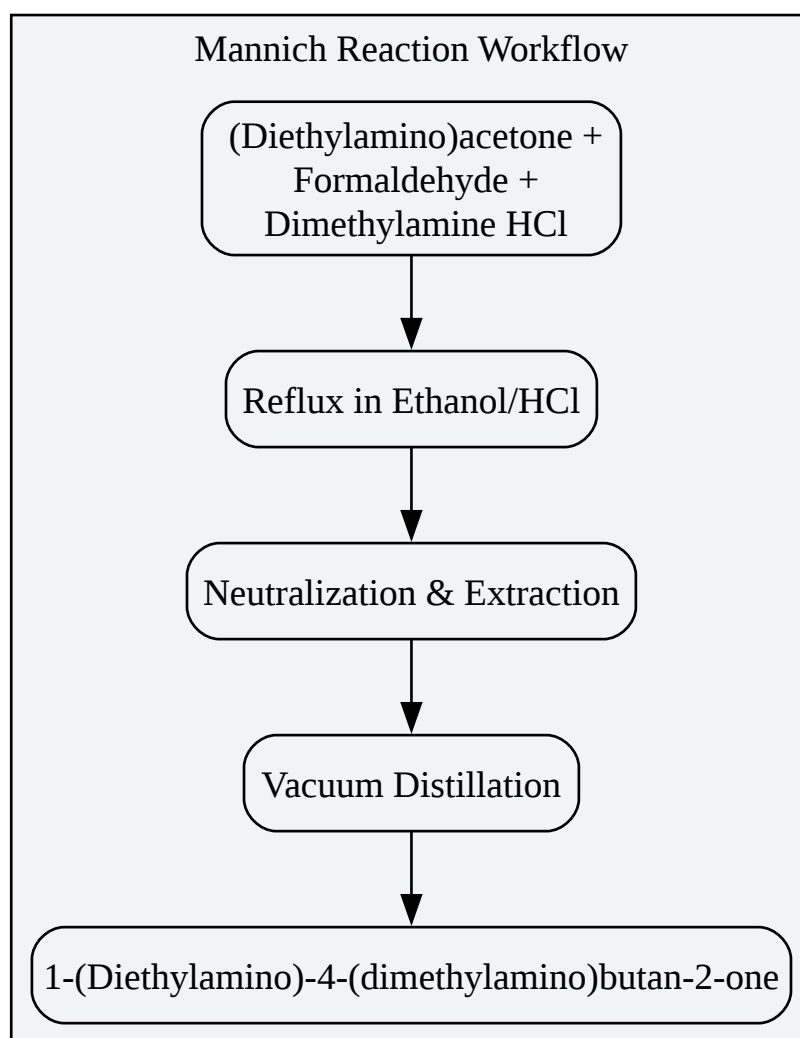 Mannich Reaction Workflow
(Diethylamino)acetone +
Formaldehyde +
Dimethylamine HCl
Reflux in Ethanol/HCl
Neutralization & Extraction
Vacuum Distillation
1-(Diethylamino)-4-(dimethylamino)butan-2-one